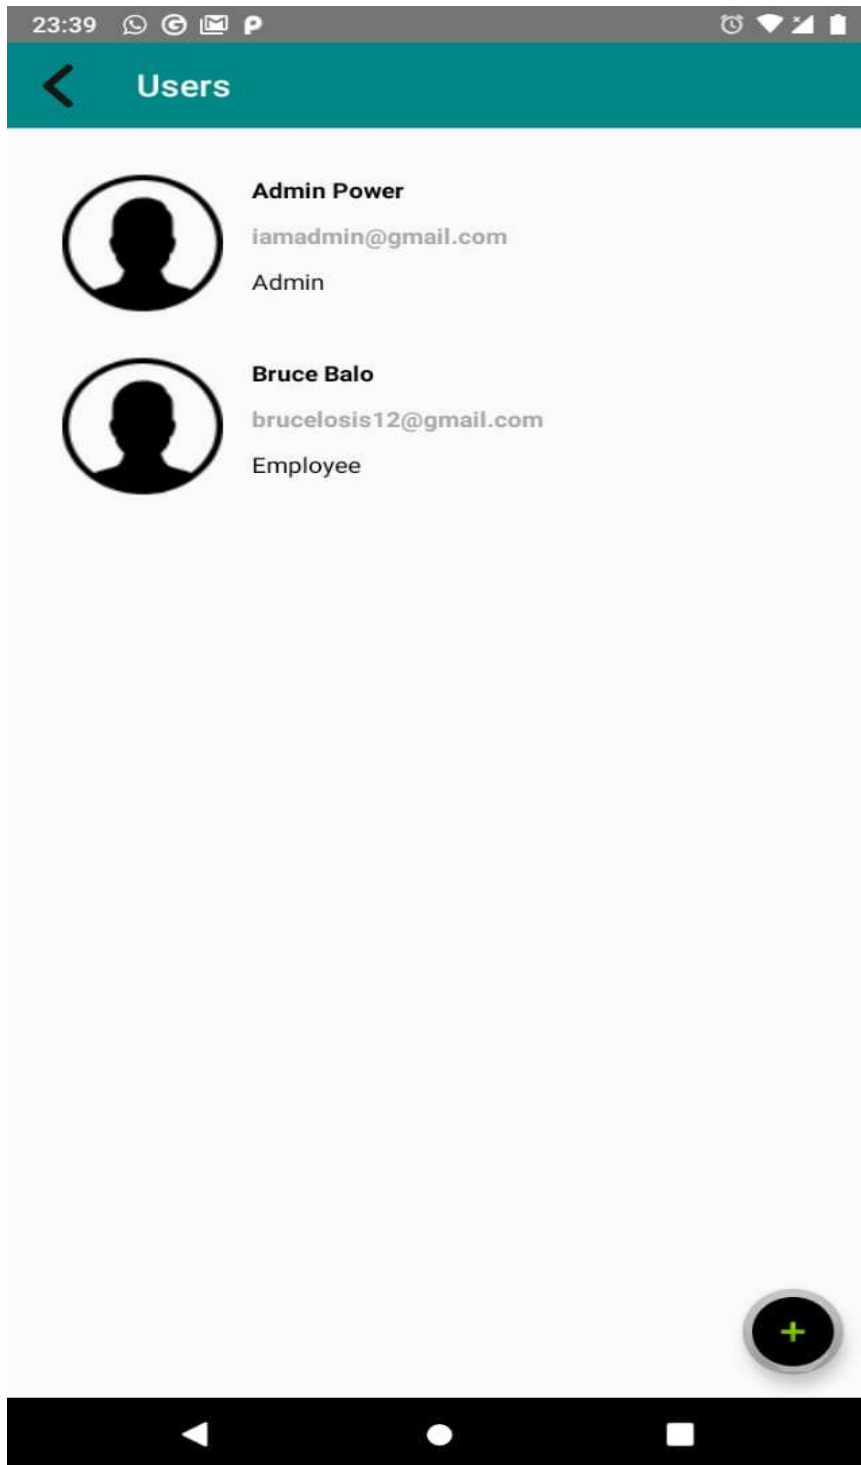 23:39
Users
Admin Power
iamadmin@gmail.com
Admin
Bruce Balo
brucelosis12@gmail.com
Employee
+